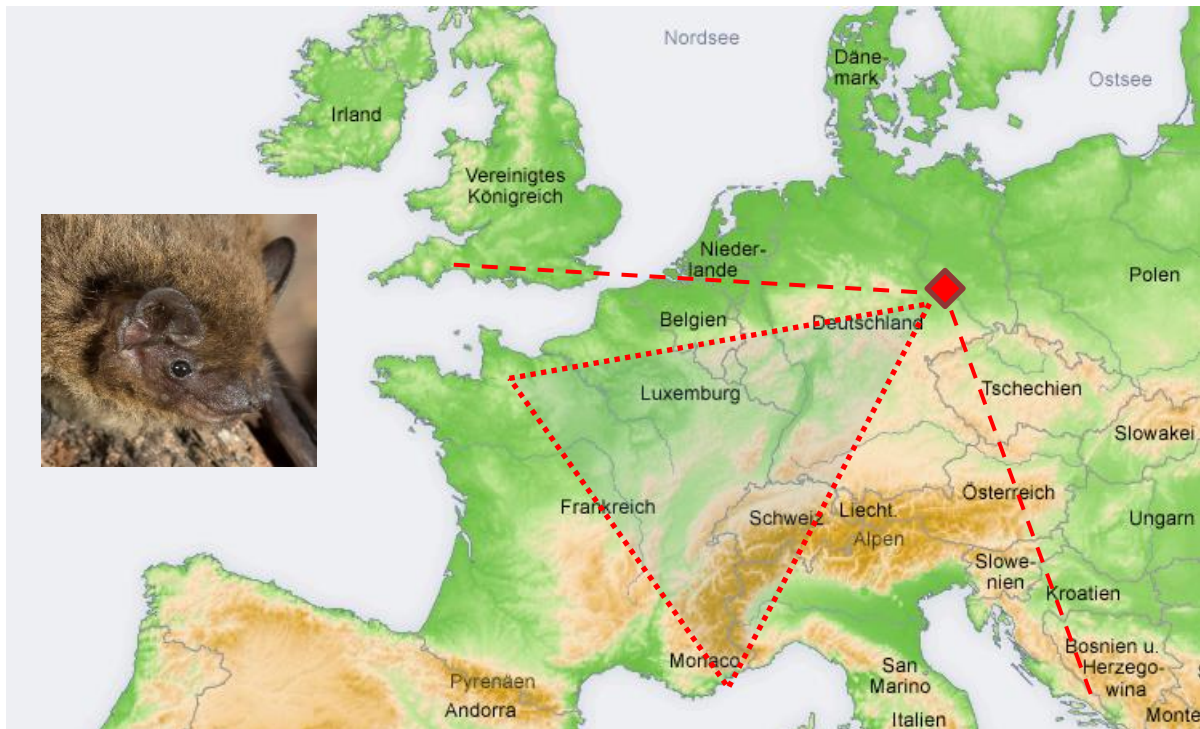 Nordsee
Däne-
mark
Ostsee
Irland
Vereinigtes
Königreich
Nieder-
lande
Polen
Belgien
Deutschland
Luxemburg
Tschechien
Slowakei
Frankreich
Schweiz
Liecht.
Österreich
Alpen
Ungarn
Slowe-
nien
Kroatien
Monaco
Bosnien u.
Herzego-
wina
San
Marino
Pyrenäen
Andorra
Italien
Monte